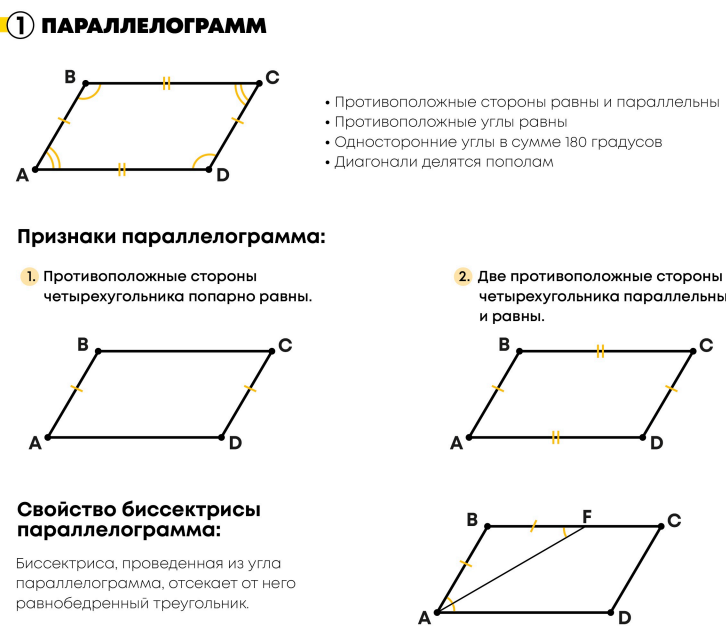 1 ПАРАЛЛЕЛОГРАММ
B C
A D
• Противоположные стороны равны и параллельны
• Противоположные углы равны
• Односторонние углы в сумме 180 градусов
• Диагонали делятся пополам
Признаки параллелограмма:
1. Противоположные стороны
четырехугольника попарно равны.
B C
A D
2. Две противоположные стороны
четырехугольника параллельны
и равны.
B C
A D
Свойство биссектрисы
параллелограмма:
Биссектриса, проведенная из угла
параллелограмма, отсекает от него
равнобедренный треугольник.
B F C
A D